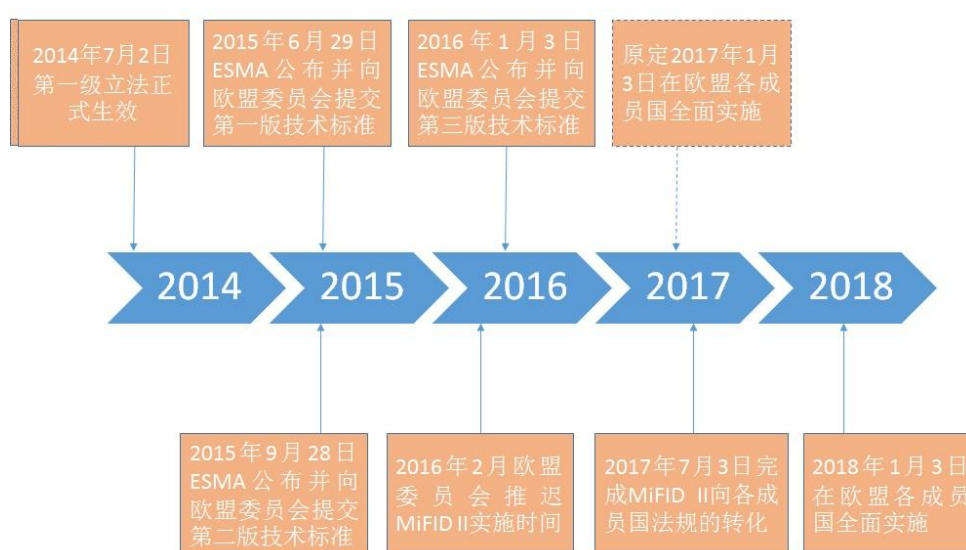 2014年7月2日
第一级立法正
式生效
2015年6月29日
ESMA公布并向
欧盟委员会提交
第一版技术标准
2016年1月3日
ESMA公布并向
欧盟委员会提交
第三版技术标准
原定2017年1月
3日在欧盟各成
员国全面实施
2014
2015
2016
2017
2018
2015年9月28日
ESMA公布并向
欧盟委员会提交
第二版技术标准
2016年2月欧盟
委员会推迟
MiFID II实施时间
2017年7月3日完
成MiFID II向各成
员国法规的转化
2018年1月3日
在欧盟各成员
国全面实施